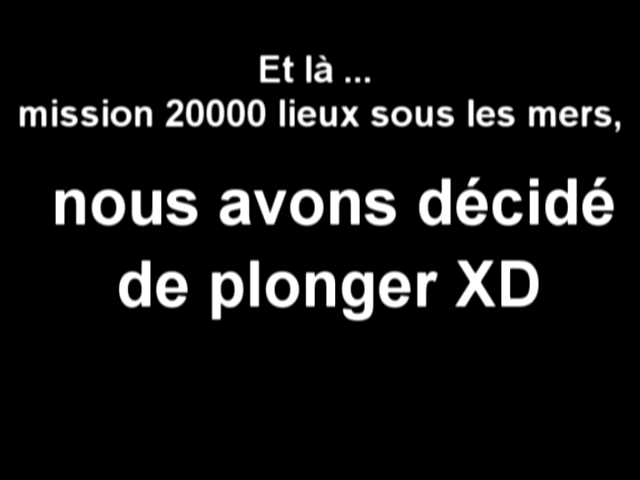 Et là ...
mission 20000 lieux sous les mers,
nous avons décidé
de plonger XD